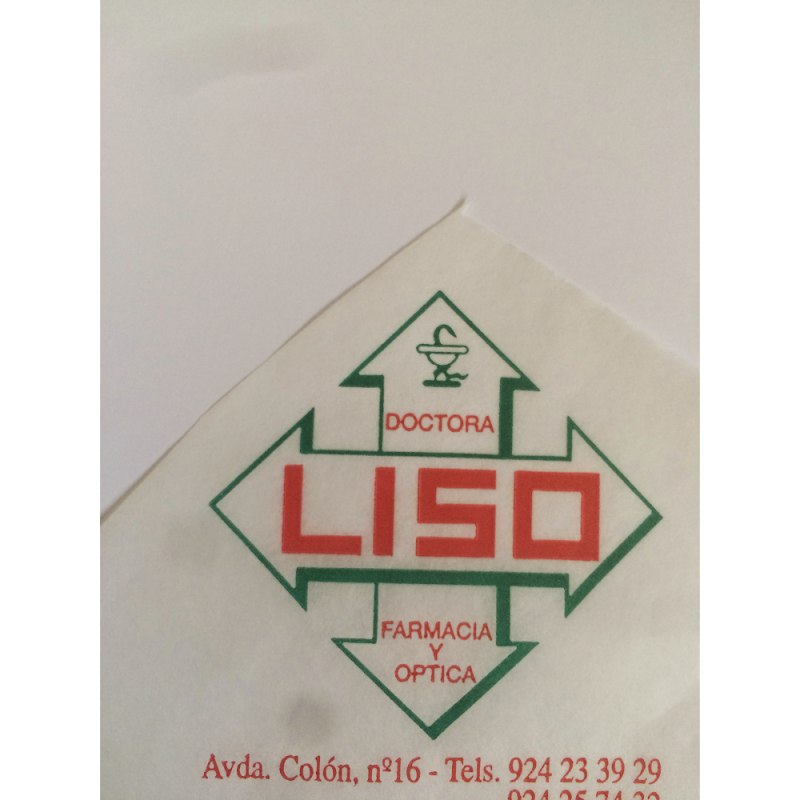 DOCTORA
LISO
FARMACIA
Y
OPTICA
Avda. Colón, nº16 - Tels. 924 23 39 29